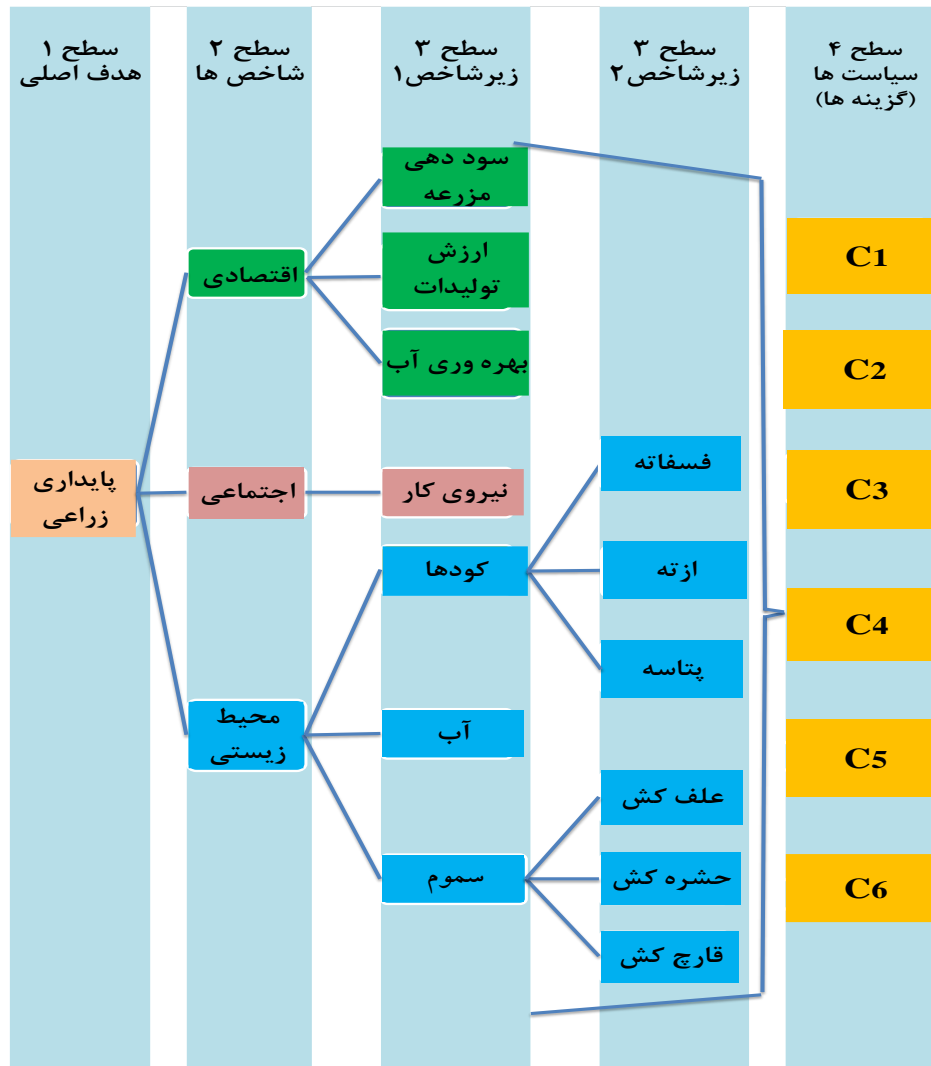 سطح ۱
هدف اصلی
سطح ۲
شاخص ها
سطح ۳
زیرشاخص۱
سطح ۳
زیرشاخص۲
سطح ۴
سیاست ها
(گزینه ها)
پایداری
زراعی
اقتصادی
اجتماعی
محیط
زیستی
سود دهی
مزرعه
ارزش
تولیدات
بهره وری آب
نیروی کار
کودها
آب
سموم
فسفاته
ازته
پتاسه
علف کش
حشره کش
قارچ کش
C1
C2
C3
C4
C5
C6